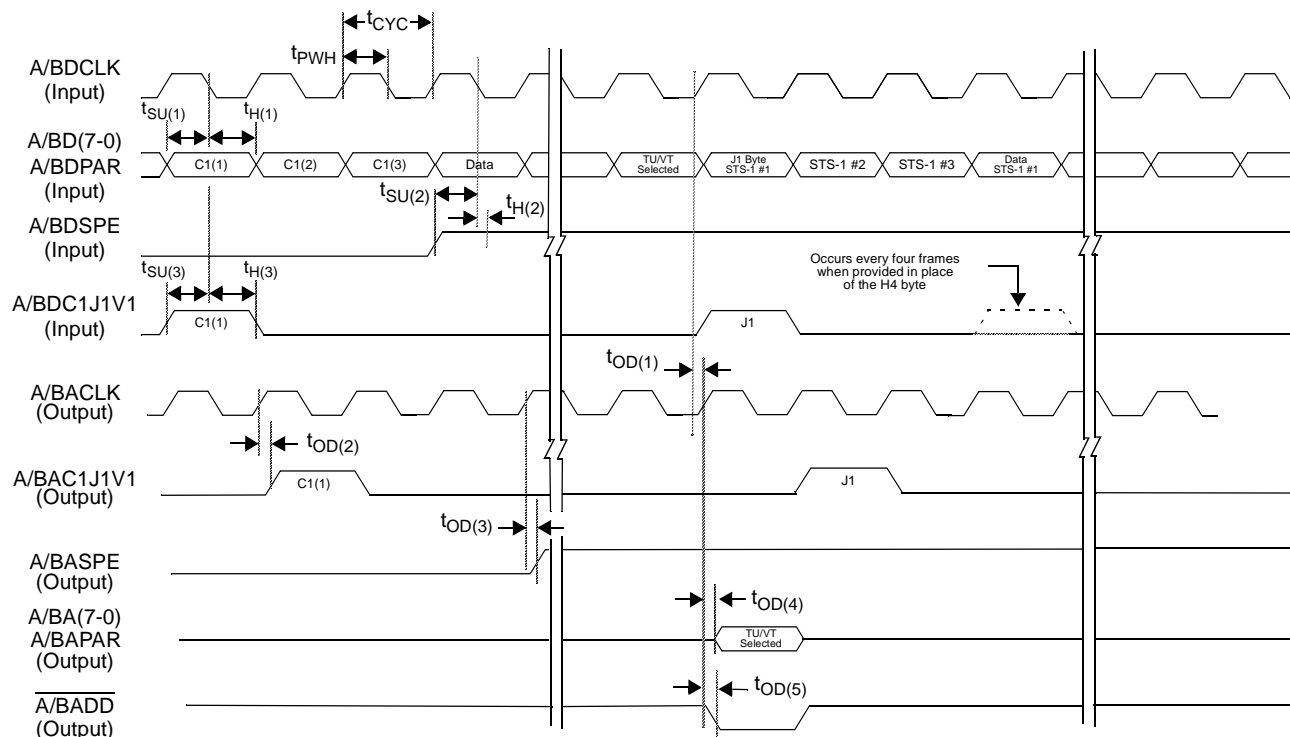 tCYC
tPWH
A/BDCLK
(Input)
tSU(1)
tH(1)
A/BD(7-0)
A/BDPAR
(Input)
C1(1)
C1(2)
C1(3)
Data
TU/VT
Selected
J1 Byte
STS-1 #1
STS-1 #2
STS-1 #3
Data
STS-1 #1
tSU(2)
tH(2)
A/BDSPE
(Input)
tSU(3)
tH(3)
Occurs every four frames
when provided in place
of the H4 byte
A/BDC1J1V1
(Input)
C1(1)
J1
tOD(1)
A/BACLK
(Output)
tOD(2)
A/BAC1J1V1
(Output)
C1(1)
J1
tOD(3)
A/BASPE
(Output)
tOD(4)
A/BA(7-0)
A/BAPAR
(Output)
TU/VT
Selected
tOD(5)
A/BADD
(Output)